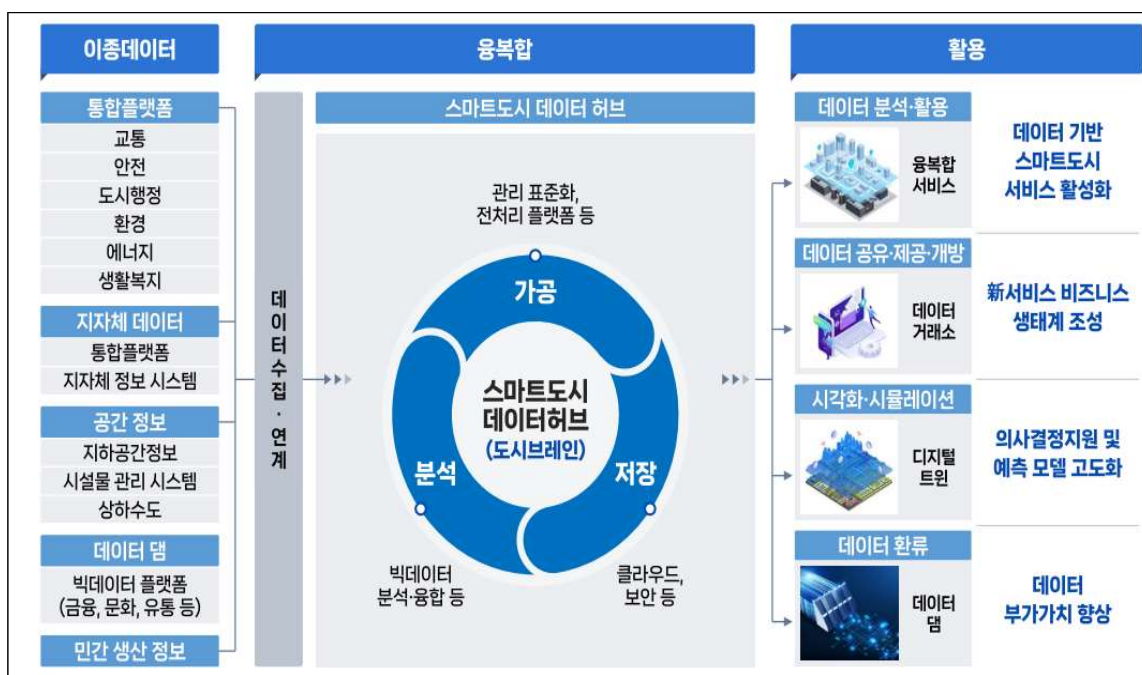 이종데이터
통합플랫폼
교통
안전
도시행정
환경
에너지
생활복지
지자체 데이터
통합플랫폼
지자체 정보 시스템
공간 정보
지하공간정보
시설물 관리 시스템
상하수도
데이터 댐
빅데이터 플랫폼
(금융, 문화, 유통 등)
민간 생산 정보
융복합
데이터수집·연계
스마트도시 데이터 허브
관리 표준화,
전처리 플랫폼 등
가공
스마트도시
데이터허브
(도시브레인)
분석
저장
빅데이터
분석·융합 등
클라우드,
보안 등
활용
데이터 분석·활용
융복합
서비스
데이터 기반
스마트도시
서비스 활성화
데이터 공유·제공·개방
데이터
거래소
新서비스 비즈니스
생태계 조성
시각화·시뮬레이션
디지털
트윈
의사결정지원 및
예측 모델 고도화
데이터 환류
데이터
댐
데이터
부가가치 향상